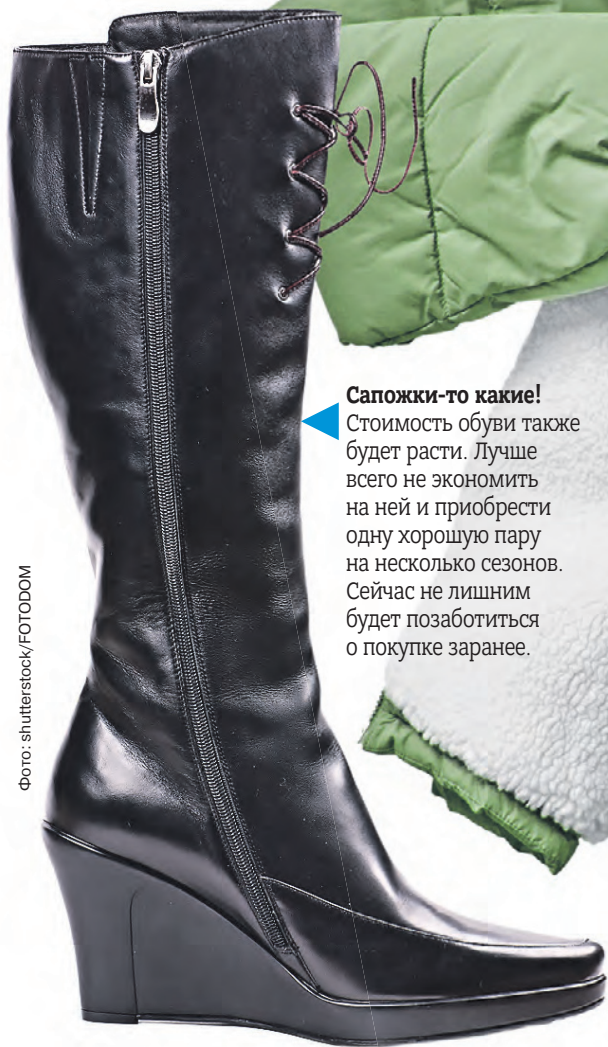 Сапожки-то какие!
Стоимость обуви также
будет расти. Лучше
всего не экономить
на ней и приобрести
одну хорошую пару
на несколько сезонов.
Сейчас не лишним
будет позаботиться
о покупке заранее.
Фото: shutterstock/FOTODOM